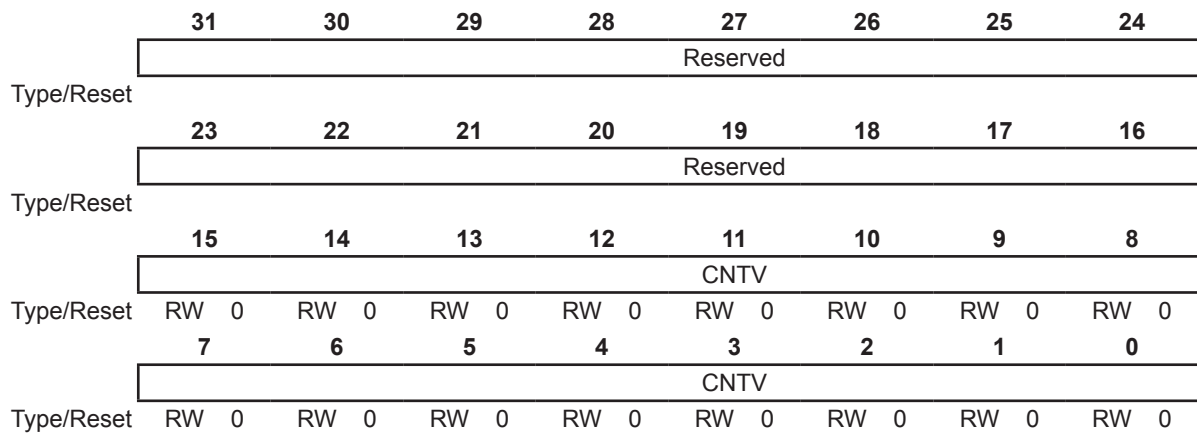 31 30 29 28 27 26 25 24
Reserved
Type/Reset
23 22 21 20 19 18 17 16
Reserved
Type/Reset
15 14 13 12 11 10 9 8
CNTV
Type/Reset RW 0 RW 0 RW 0 RW 0 RW 0 RW 0 RW 0 RW 0
7 6 5 4 3 2 1 0
CNTV
Type/Reset RW 0 RW 0 RW 0 RW 0 RW 0 RW 0 RW 0 RW 0